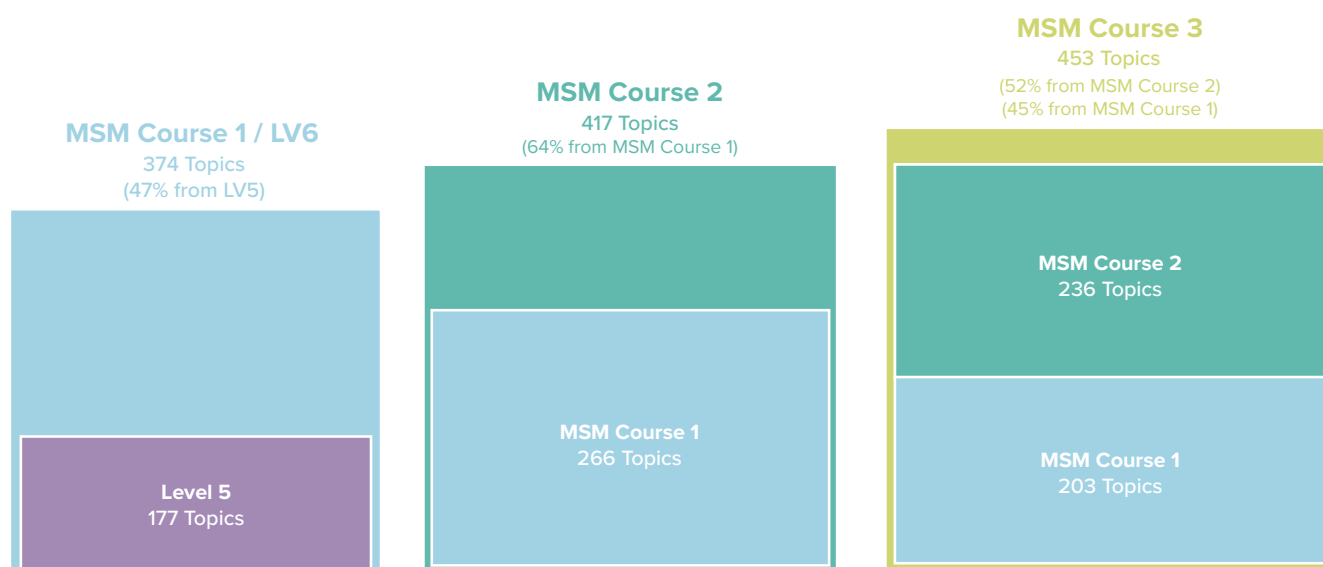 MSM Course 1 / LV6
374 Topics
(47% from LV5)
Level 5
177 Topics
MSM Course 2
417 Topics
(64% from MSM Course 1)
MSM Course 1
266 Topics
MSM Course 3
453 Topics
(52% from MSM Course 2)
(45% from MSM Course 1)
MSM Course 2
236 Topics
MSM Course 1
203 Topics